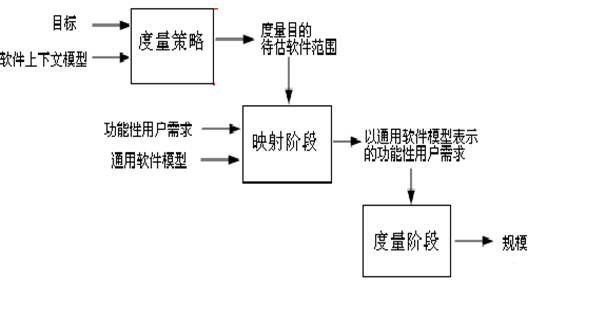 目标
软件上下文模型
度量策略
度量目的
待估软件范围
功能性用户需求
通用软件模型
映射阶段
以通用软件模型表示
的功能性用户需求
度量阶段
规模